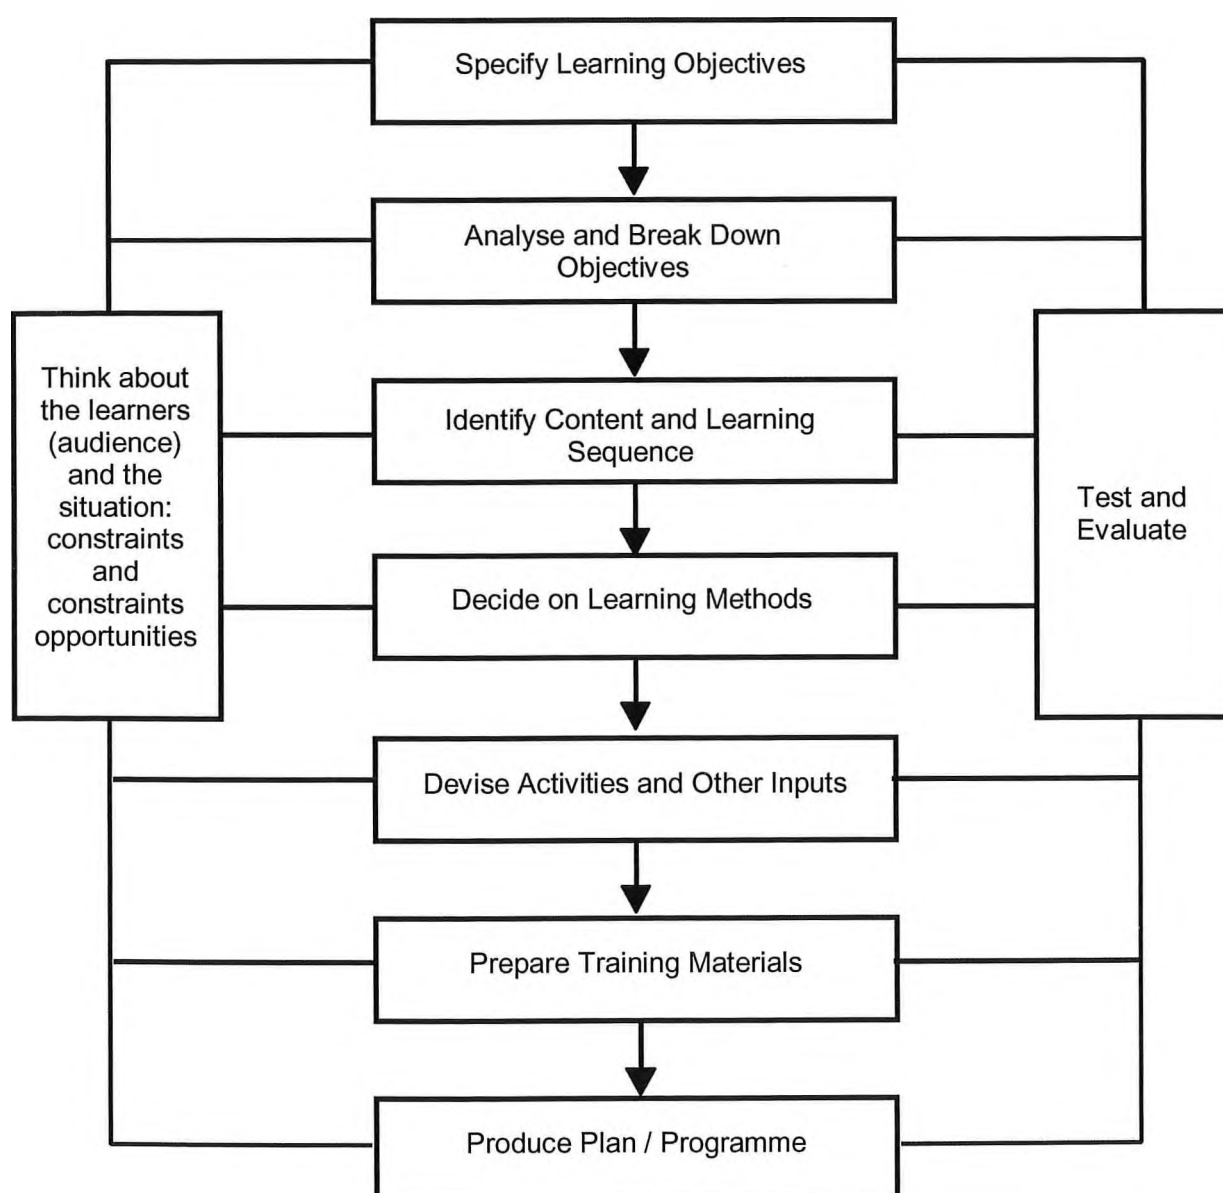 Specify Learning Objectives
Analyse and Break Down
Objectives
Think about
the learners
(audience)
and the
situation:
constraints
and
constraints
opportunities
Identify Content and Learning
Sequence
Test and
Evaluate
Decide on Learning Methods
Devise Activities and Other Inputs
Prepare Training Materials
Produce Plan / Programme